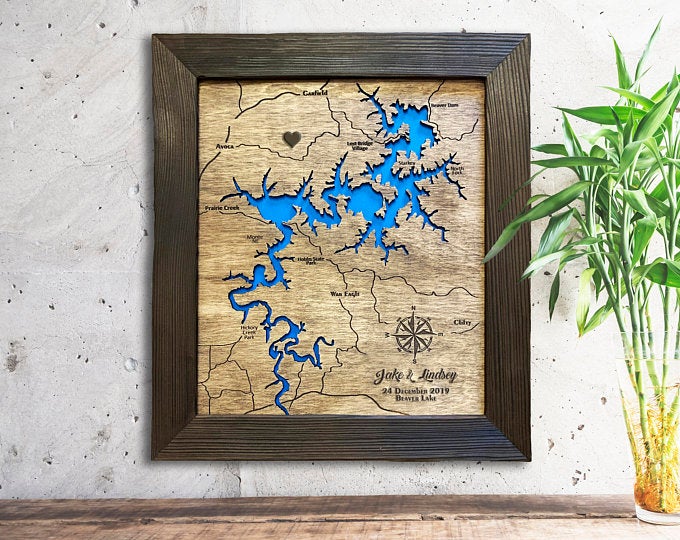 Garfield
Beaver Dam
Lost Bridge
Village
Avoca
Starkey
North
Fork
Prairie Creek
Hobbs State
Park
War Eagle
Hickory
Creek
Park
Clifty
N
Jake & Lindsey
24 December 2019
Beaver Lake